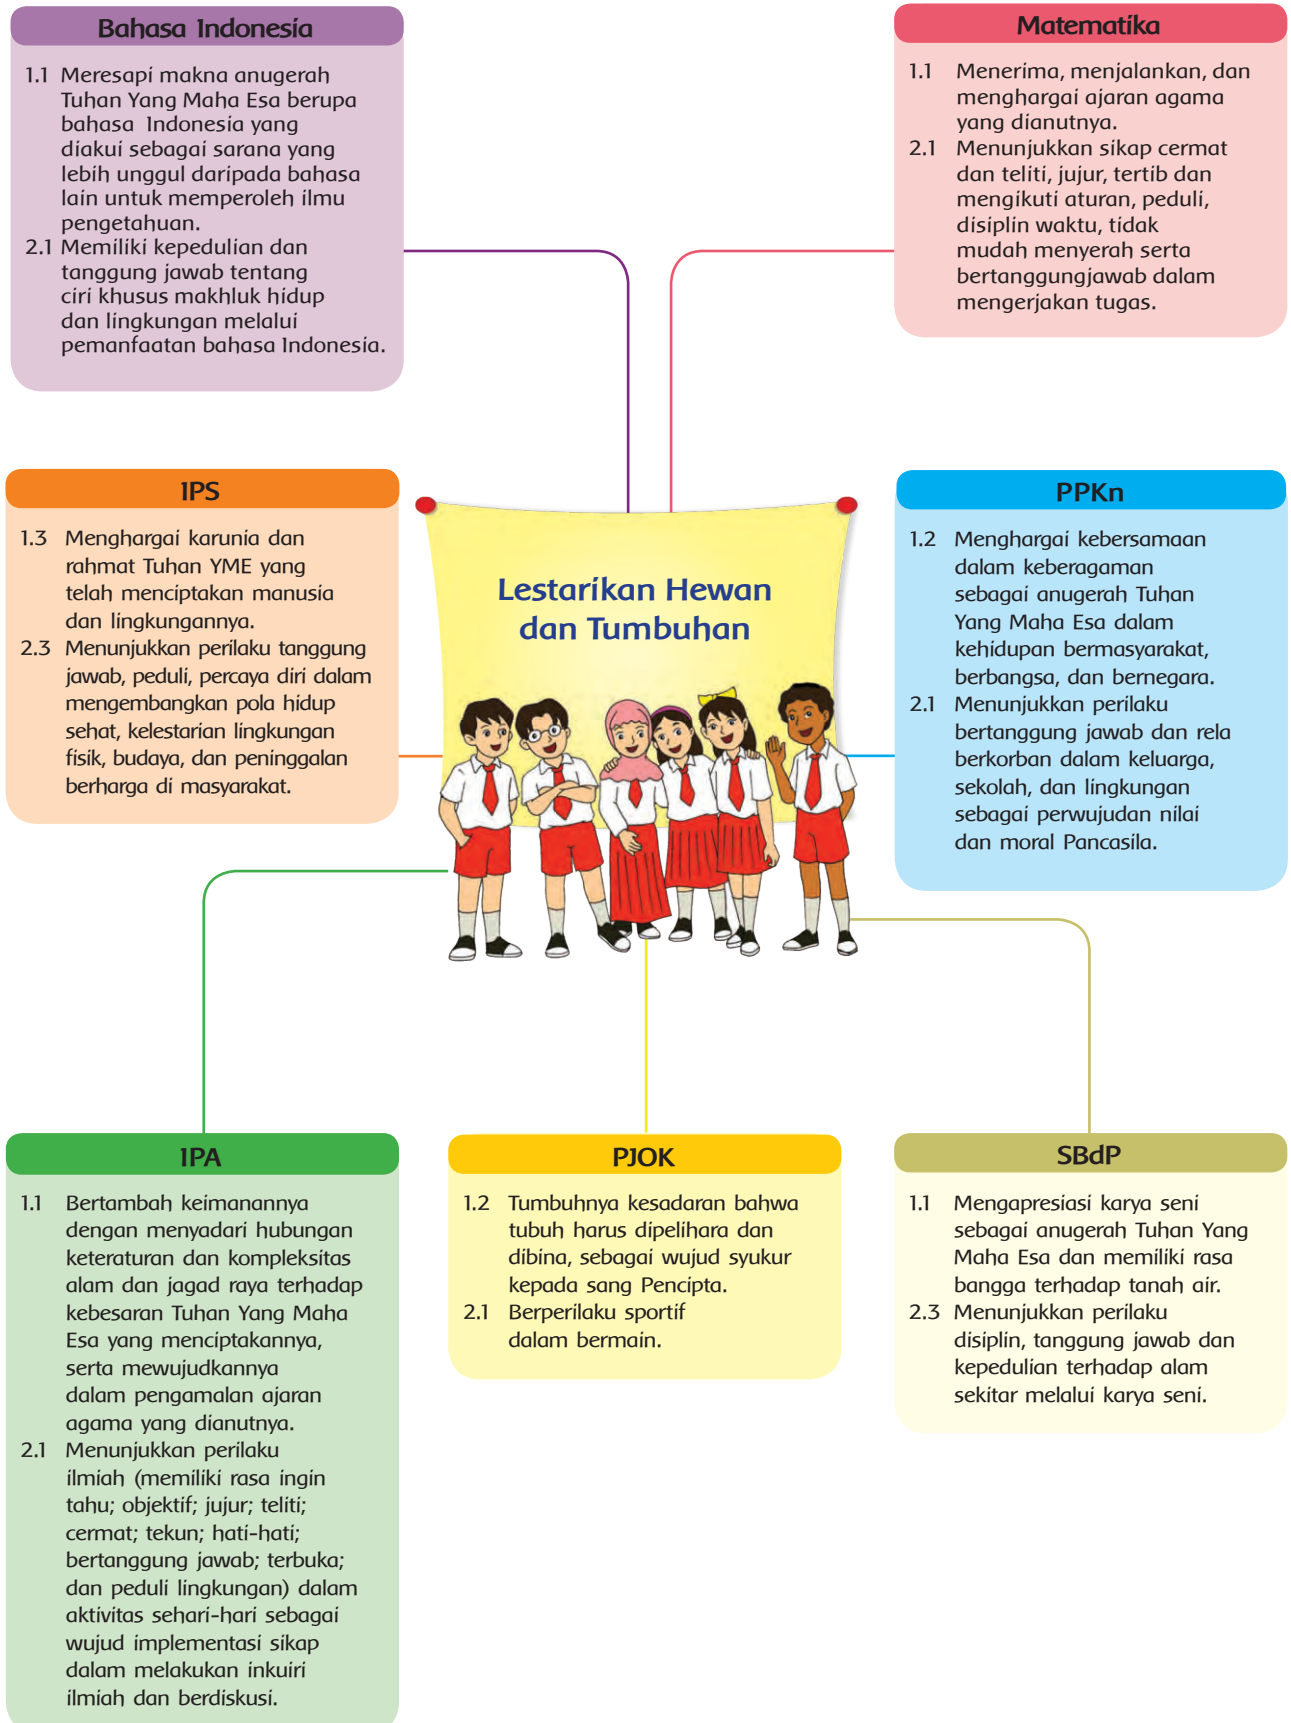 Bahasa Indonesia
1.1 Meresapi makna anugerah
Tuhan Yang Maha Esa berupa
bahasa Indonesia yang
diakui sebagai sarana yang
lebih unggul daripada bahasa
lain untuk memperoleh ilmu
pengetahuan.
2.1 Memiliki kepedulian dan
tanggung jawab tentang
ciri khusus makhluk hidup
dan lingkungan melalui
pemanfaatan bahasa Indonesia.
Matematika
1.1 Menerima, menjalankan, dan
menghargai ajaran agama
yang dianutnya.
2.1 Menunjukkan sikap cermat
dan teliti, jujur, tertib dan
mengikuti aturan, peduli,
disiplin waktu, tidak
mudah menyerah serta
bertanggungjawab dalam
mengerjakan tugas.
IPS
1.3 Menghargai karunia dan
rahmat Tuhan YME yang
telah menciptakan manusia
dan lingkungannya.
2.3 Menunjukkan perilaku tanggung
jawab, peduli, percaya diri dalam
mengembangkan pola hidup
sehat, kelestarian lingkungan
fisik, budaya, dan peninggalan
berharga di masyarakat.
Lestarikan Hewan
dan Tumbuhan
PPKn
1.2 Menghargai kebersamaan
dalam keberagaman
sebagai anugerah Tuhan
Yang Maha Esa dalam
kehidupan bermasyarakat,
berbangsa, dan bernegara.
2.1 Menunjukkan perilaku
bertanggung jawab dan rela
berkorban dalam keluarga,
sekolah, dan lingkungan
sebagai perwujudan nilai
dan moral Pancasila.
IPA
1.1 Bertambah keimanannya
dengan menyadari hubungan
keteraturan dan kompleksitas
alam dan jagad raya terhadap
kebesaran Tuhan Yang Maha
Esa yang menciptakannya,
serta mewujudkannya
dalam pengamalan ajaran
agama yang dianutnya.
2.1 Menunjukkan perilaku
ilmiah (memiliki rasa ingin
tahu; objektif; jujur; teliti;
cermat; tekun; hati-hati;
bertanggung jawab; terbuka;
dan peduli lingkungan) dalam
aktivitas sehari-hari sebagai
wujud implementasi sikap
dalam melakukan inkuiri
ilmiah dan berdiskusi.
PJOK
1.2 Tumbuhnya kesadaran bahwa
tubuh harus dipelihara dan
dibina, sebagai wujud syukur
kepada sang Pencipta.
2.1 Berperilaku sportif
dalam bermain.
SBdP
1.1 Mengapresiasi karya seni
sebagai anugerah Tuhan Yang
Maha Esa dan memiliki rasa
bangga terhadap tanah air.
2.3 Menunjukkan perilaku
disiplin, tanggung jawab dan
kepedulian terhadap alam
sekitar melalui karya seni.